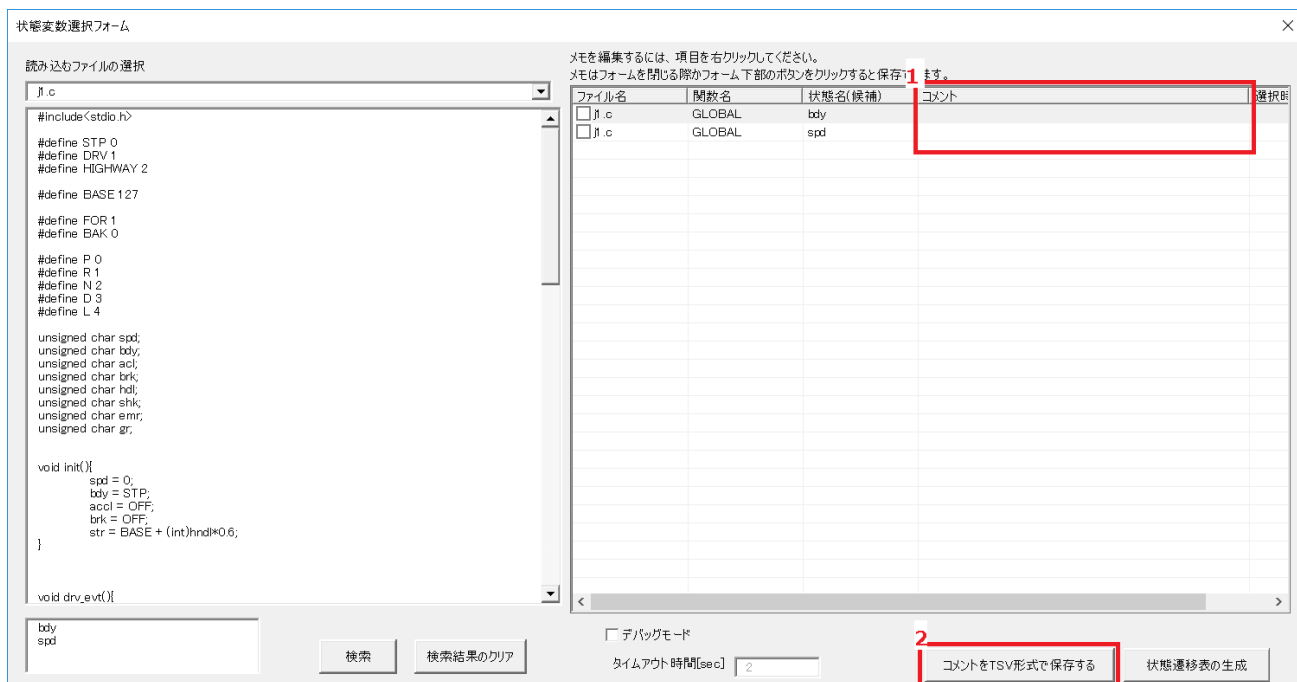 状態変数選択フォーム
読み込むファイルの選択
j1.c
#include<stdio.h>
#define STP 0
#define DRV 1
#define HIGHWAY 2
#define BASE 127
#define FOR 1
#define BAK 0
#define P 0
#define R 1
#define N 2
#define D 3
#define L 4
unsigned char spd;
unsigned char bdy;
unsigned char acl;
unsigned char brk;
unsigned char hdl;
unsigned char shk;
unsigned char emr;
unsigned char gr;
void init(){
spd = 0;
bdy = STP;
accl = OFF;
brk = OFF;
str = BASE + (int)hndl*0.6;
}
void drv_evt(){
bdy
spd
検索
検索結果のクリア
メモを編集するには、項目を右クリックしてください。
メモはフォームを閉じる際かフォーム下部のボタンをクリックすると保存します。
1
ファイル名 関数名 状態名(候補) コメント 選択時
j1.c GLOBAL bdy
j1.c GLOBAL spd
デバッグモード
タイムアウト時間[sec] 2
2
コメントをTSV形式で保存する
状態遷移表の生成